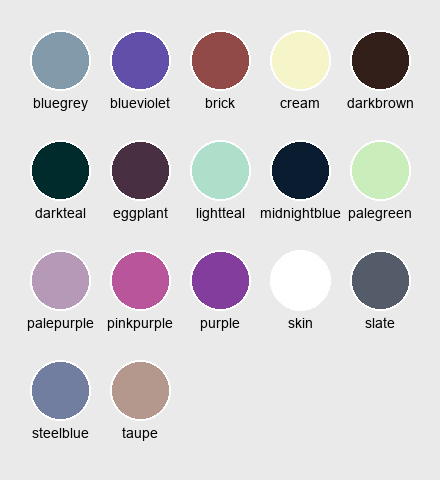 bluegrey blueviolet brick cream darkbrown
darkteal eggplant lightteal midnightblue palegreen
palepurple pinkpurple purple skin slate
steelblue taupe